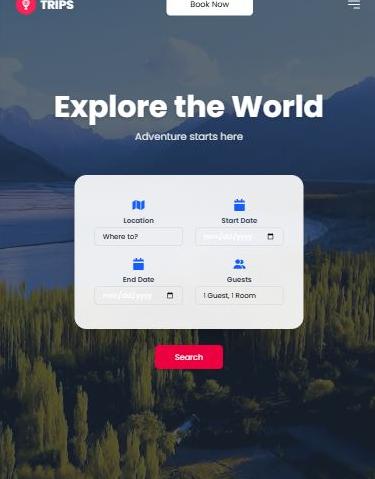 TRIPS
Book Now
Explore the World
Adventure starts here
Location
Start Date
Where to?
mm/dd/yyyy
End Date
Guests
mm/dd/yyyy
1 Guest, 1 Room
Search